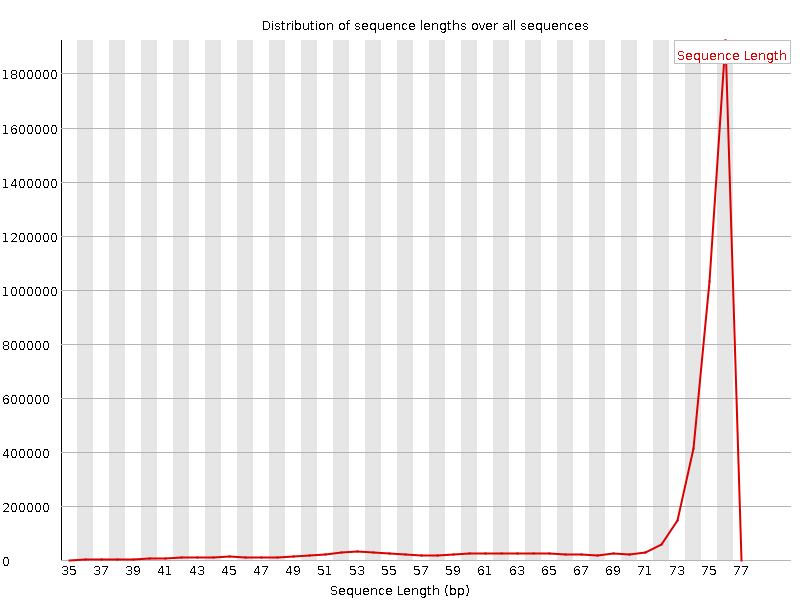 Distribution of sequence lengths over all sequences
Sequence Length
1800000
1600000
1400000
1200000
1000000
800000
600000
400000
200000
0
35 37 39 41 43 45 47 49 51 53 55 57 59 61 63 65 67 69 71 73 75 77
Sequence Length (bp)